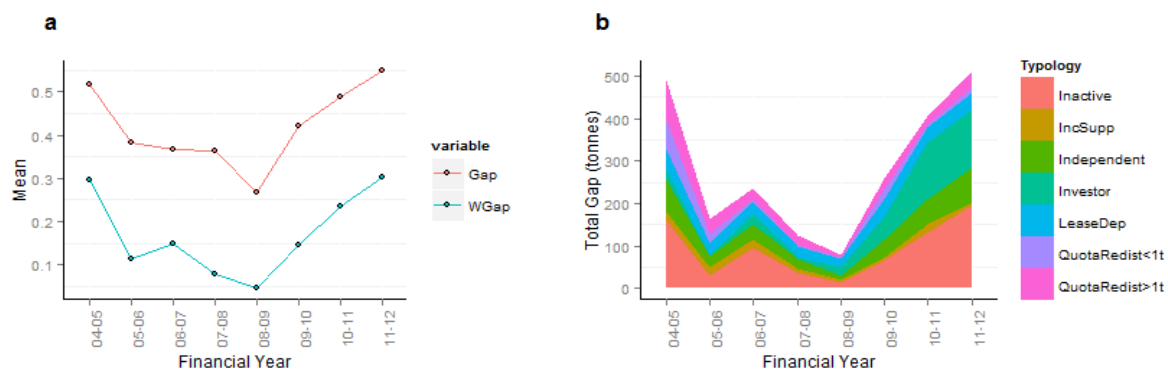 a
Mean
0.5
0.4
0.3
0.2
0.1
04-05
05-06
06-07
07-08
08-09
09-10
10-11
11-12
Financial Year
variable
Gap
WGap
b
Total Gap (tonnes)
500
400
300
200
100
0
04-05
05-06
06-07
07-08
08-09
09-10
10-11
11-12
Financial Year
Typology
Inactive
IncSupp
Independent
Investor
LeaseDep
QuotaRedist<1t
QuotaRedist>1t